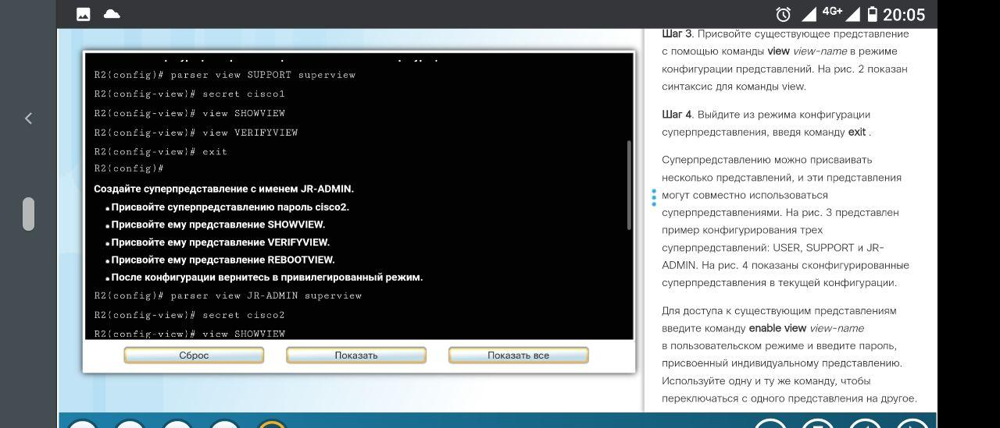 4G+ 20:05
R2(config)# parser view SUPPORT superview
R2(config-view)# secret cisco1
R2(config-view)# view SHOWVIEW
R2(config-view)# view VERIFYVIEW
R2(config-view)# exit
R2(config)#
Создайте суперпредставление с именем JR-ADMIN.
Присвойте суперпредставлению пароль cisco2.
Присвойте ему представление SHOWVIEW.
Присвойте ему представление VERIFYVIEW.
Присвойте ему представление REBOOTVIEW.
После конфигурации вернитесь в привилегированный режим.
R2(config)# parser view JR-ADMIN superview
R2(config-view)# secret cisco2
R2(config-view)# view SHOWVIEW
Сброс
Показать
Показать все
Шаг 3. Присвойте существующее представление
с помощью команды view view-name в режиме
конфигурации представлений. На рис. 2 показан
синтаксис для команды view.
Шаг 4. Выйдите из режима конфигурации
суперпредставления, введя команду exit .
Суперпредставлению можно присваивать
несколько представлений, и эти представления
могут совместно использоваться
суперпредставлениями. На рис. 3 представлен
пример конфигурирования трех
суперпредставлений: USER, SUPPORT и JR-
ADMIN. На рис. 4 показаны сконфигурированные
суперпредставления в текущей конфигурации.
Для доступа к существующим представлениям
введите команду enable view view-name
в пользовательском режиме и введите пароль,
присвоенный индивидуальному представлению.
Используйте одну и ту же команду, чтобы
переключаться с одного представления на другое.